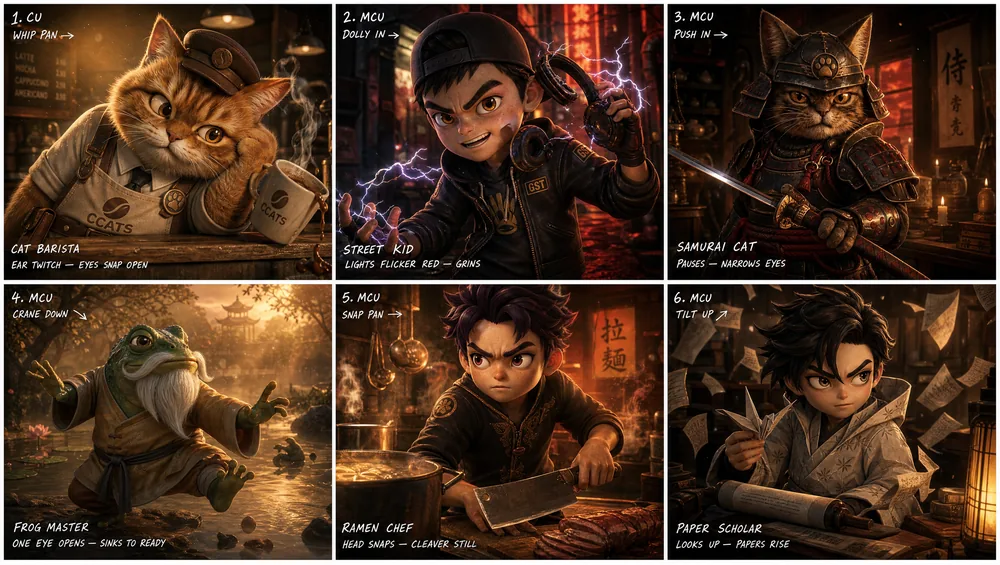 1. CU
WHIP PAN →
LATTE
MOCHA
CAPPUCCINO
AMERICANO
CCATS
CCATS
CAT BARISTA
EAR TWITCH — EYES SNAP OPEN
2. MCU
DOLLY IN →
GST
STREET KID
LIGHTS FLICKER RED — GRINS
3. MCU
PUSH IN →
侍
SAMURAI CAT
PAUSES — NARROWS EYES
4. MCU
CRANE DOWN ↘
FROG MASTER
ONE EYE OPENS — SINKS TO READY
5. MCU
SNAP PAN →
拉
麺
RAMEN CHEF
HEAD SNAPS — CLEAVER STILL
6. MCU
TILT UP ↗
PAPER SCHOLAR
LOOKS UP — PAPERS RISE